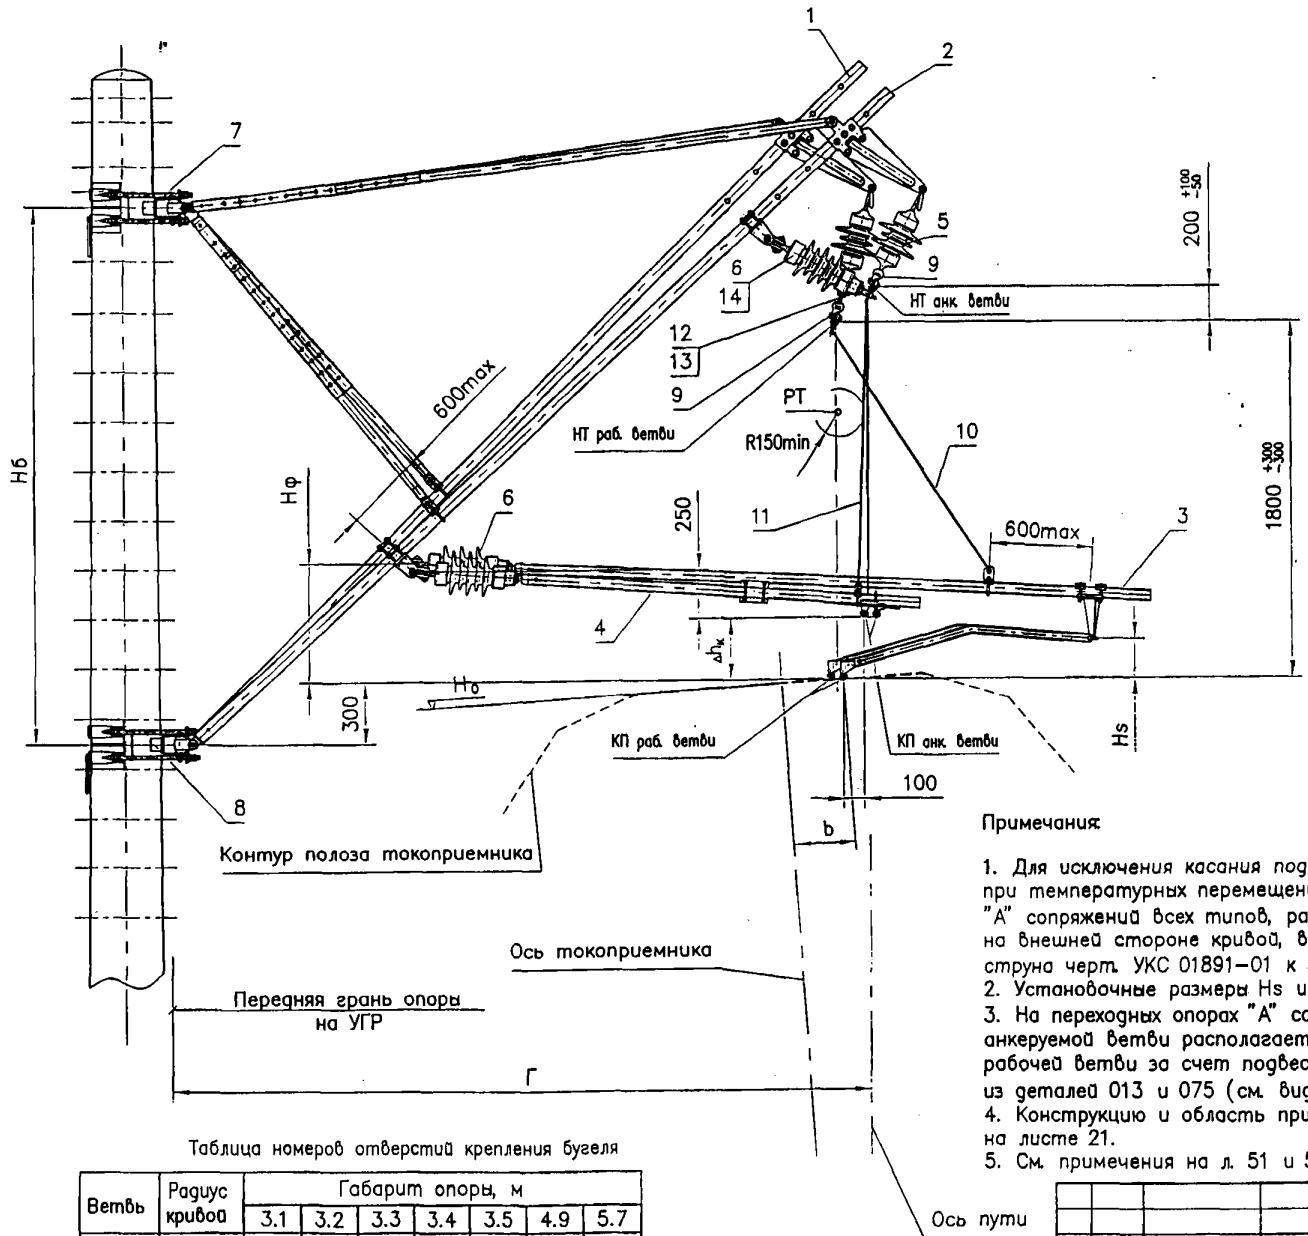 1
2
7
5
9
6
14
НТ анк. ветви
200 +100 -50
12
13
9
РТ
НТ раб. ветви
R150min
10
600max
Нб
Нφ
6
250
11
600max
3
1800 +300 -300
4
Δhк
Но
300
Hs
КП раб. ветви
КП анк. ветви
8
100
b
Контур полоза токоприемника
Ось токоприемника
Передняя грань опоры
на УГР
Г
Ось пути
Примечания:
1. Для исключения касания под
при температурных перемещени
"А" сопряжений всех типов, ра
на внешней стороне кривой, в
струна черт. УКС 01891-01 к
2. Установочные размеры Hs и
3. На переходных опорах "А" со
анкеруемой ветви располагает
рабочей ветви за счет подвес
из деталей 013 и 075 (см. вид
4. Конструкцию и область при
на листе 21.
5. См. примечения на л. 51 и 5
Таблица номеров отверстий крепления бугеля
Ветвь
Радиус
кривой
Габарит опоры, м
3.1 3.2 3.3 3.4 3.5 4.9 5.7